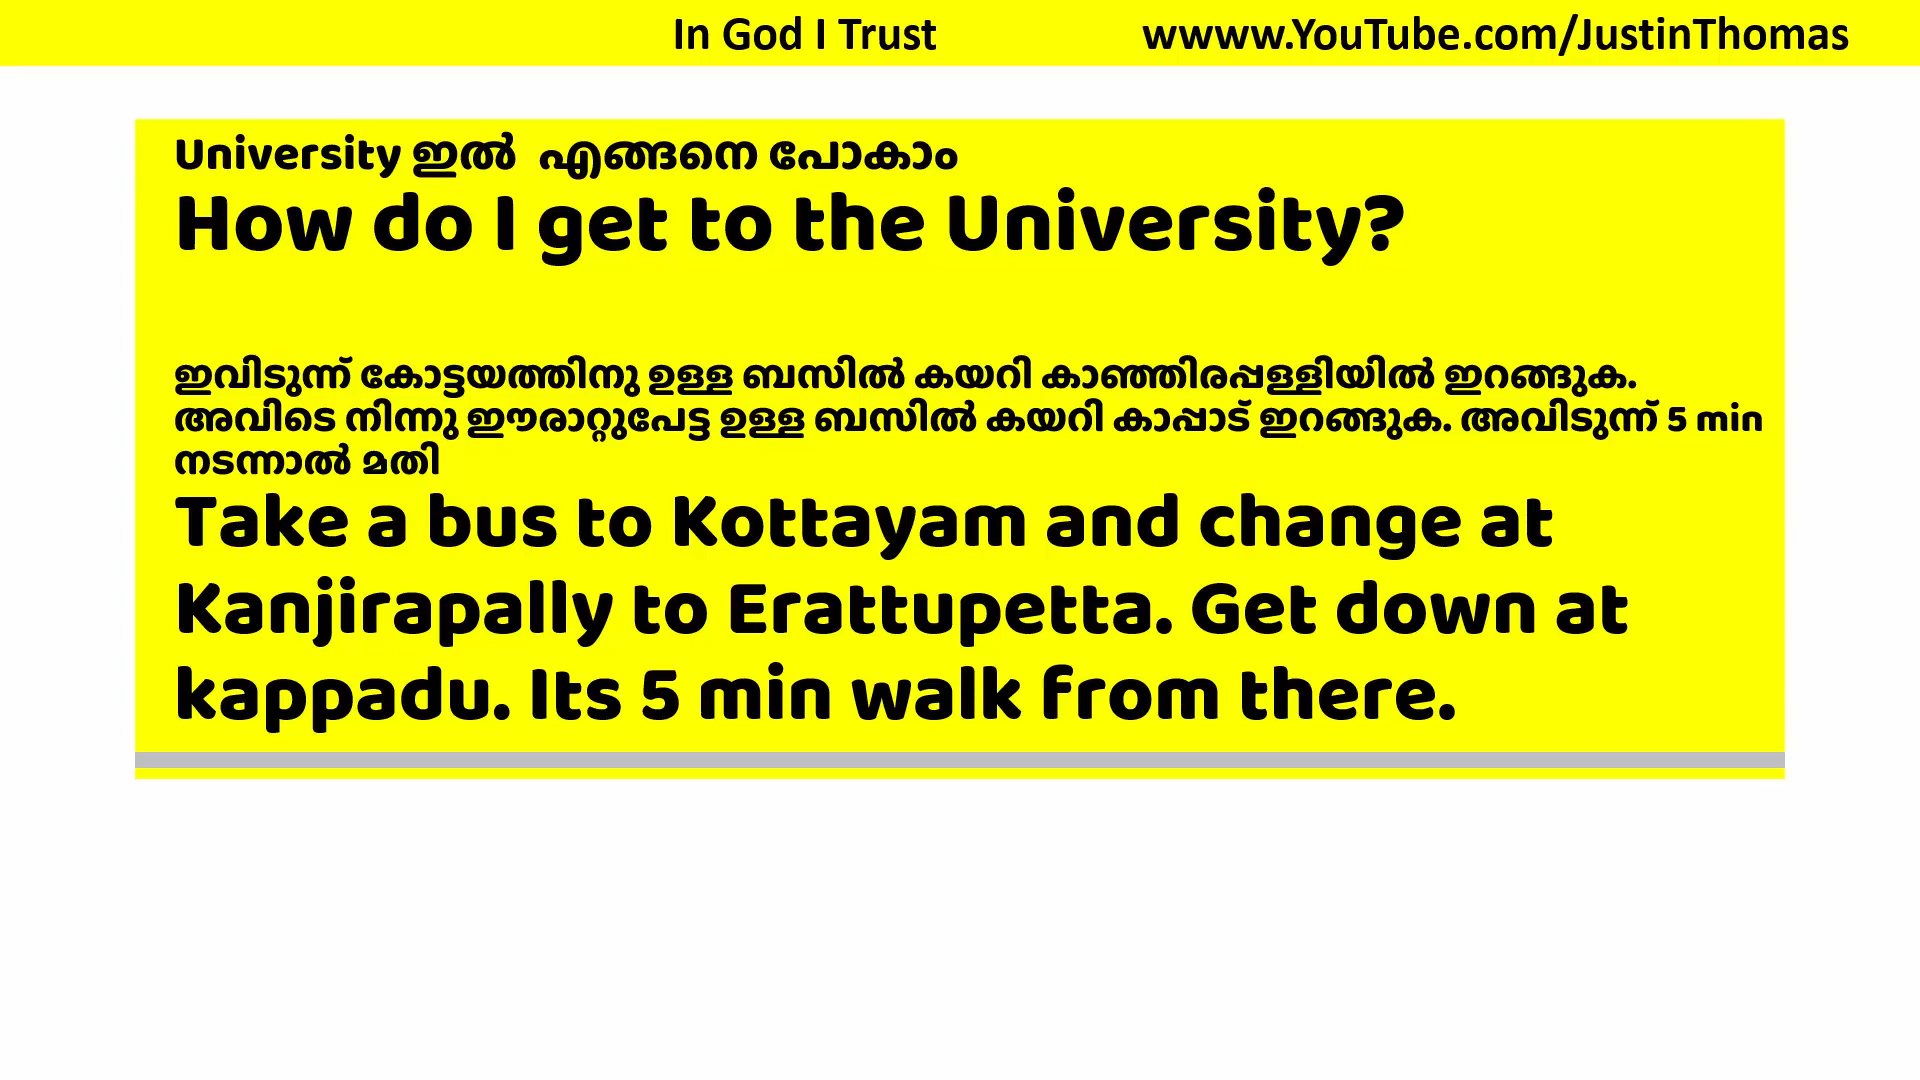 In God I Trust
wwww.YouTube.com/JustinThomas
University ഇൽ എങ്ങനെ പോകാം
How do I get to the University?
ഇവിടുന്ന് കോട്ടയത്തിനു ഉള്ള ബസിൽ കയറി കാഞ്ഞിരപ്പള്ളിയിൽ ഇറങ്ങുക.
അവിടെ നിന്നു ഈരാറ്റുപേട്ട ഉള്ള ബസിൽ കയറി കാപ്പാട് ഇറങ്ങുക. അവിടുന്ന് 5 min
നടന്നാൽ മതി
Take a bus to Kottayam and change at
Kanjirapally to Erattupetta. Get down at
kappadu. Its 5 min walk from there.